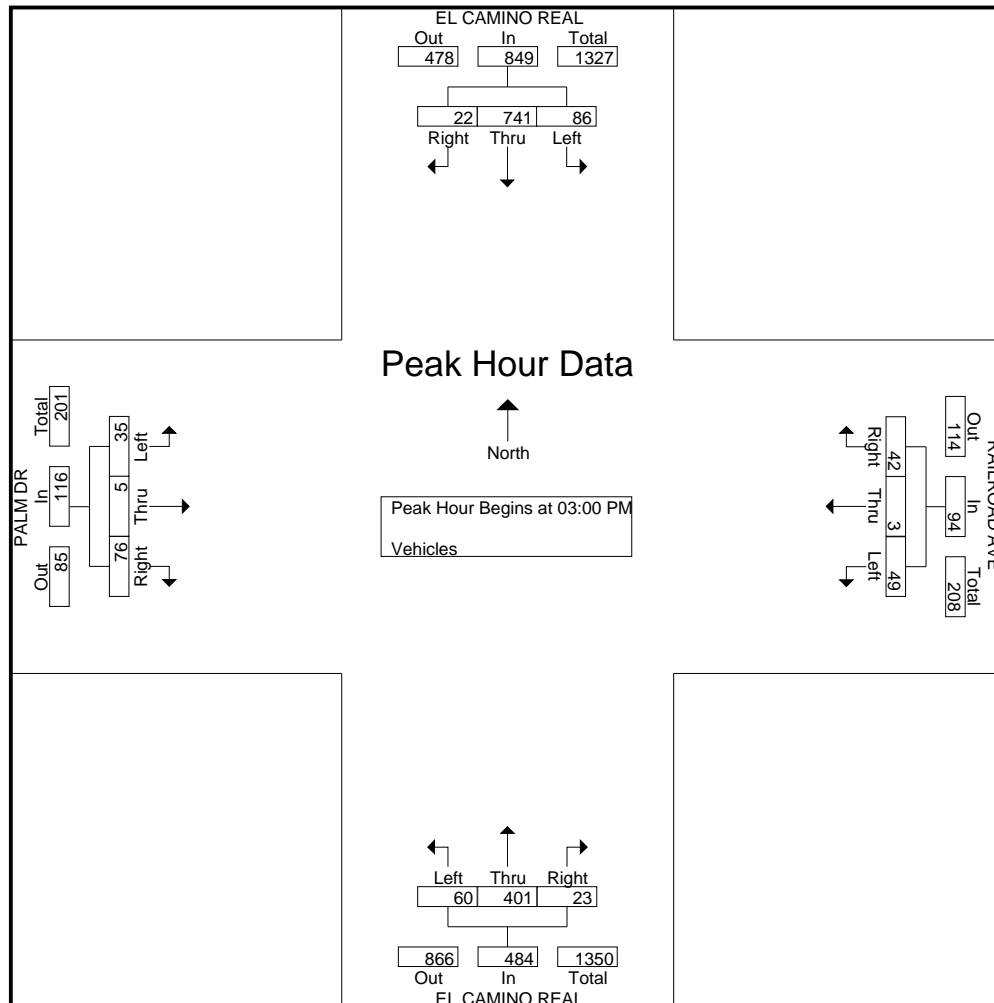 EL CAMINO REAL
Out In Total
478 849 1327
22 741 86
Right Thru Left
Peak Hour Data
North
Peak Hour Begins at 03:00 PM
Vehicles
PALM DR
Out In Total
85 116 201
35 5 76
Left Thru Right
RAILROAD AVE
Out In Total
114 94 208
42 3 49
Right Thru Left
Left Thru Right
60 401 23
866 484 1350
Out In Total
EL CAMINO REAL